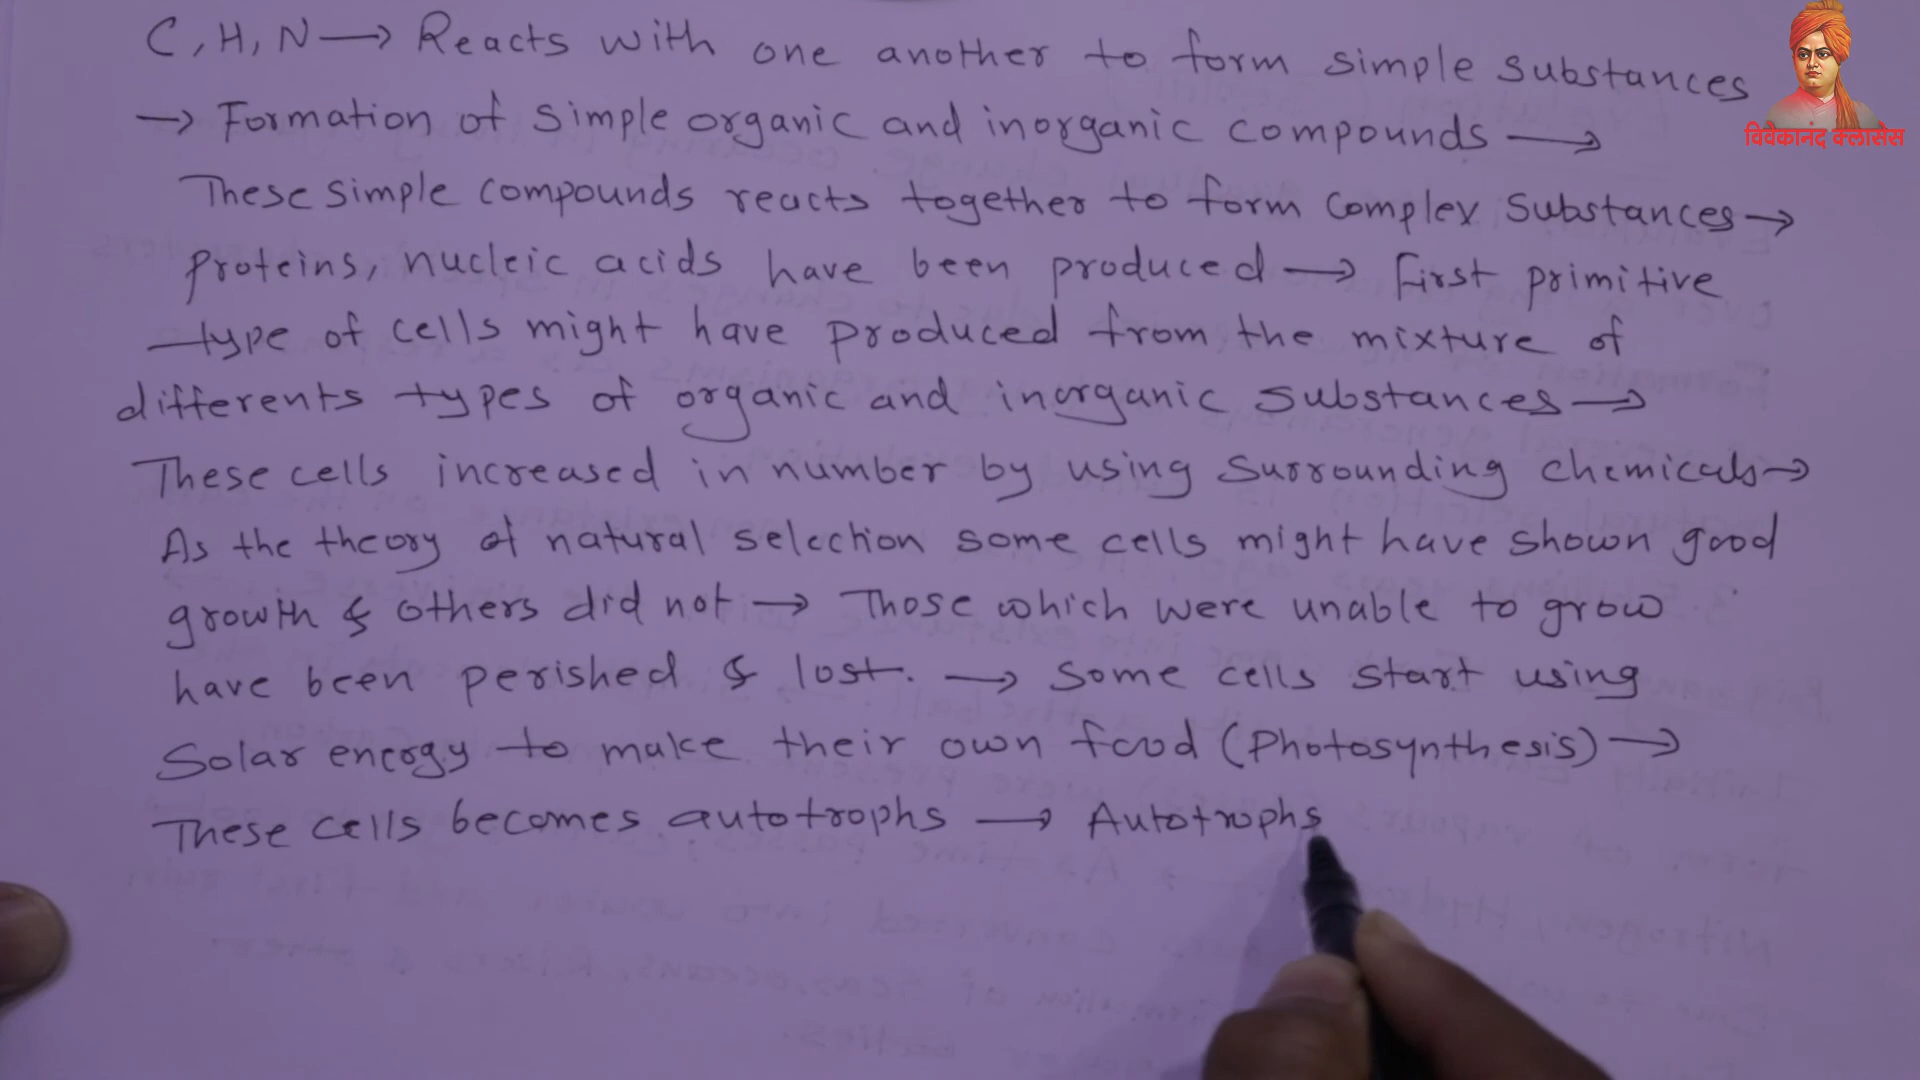 C, H, N → Reacts with one another to form simple substances
→ Formation of simple organic and inorganic compounds →
These simple compounds reacts together to form complex substances →
proteins, nucleic acids have been produced → first primitive
type of cells might have produced from the mixture of
differents types of organic and inorganic substances →
These cells increased in number by using surrounding chemicals →
As the theory of natural selection some cells might have shown good
growth & others did not → Those which were unable to grow
have been perished & lost. → some cells start using
Solar energy to make their own food (Photosynthesis) →
These cells becomes autotrophs → Autotrophs
विवेकानंद क्लासेस